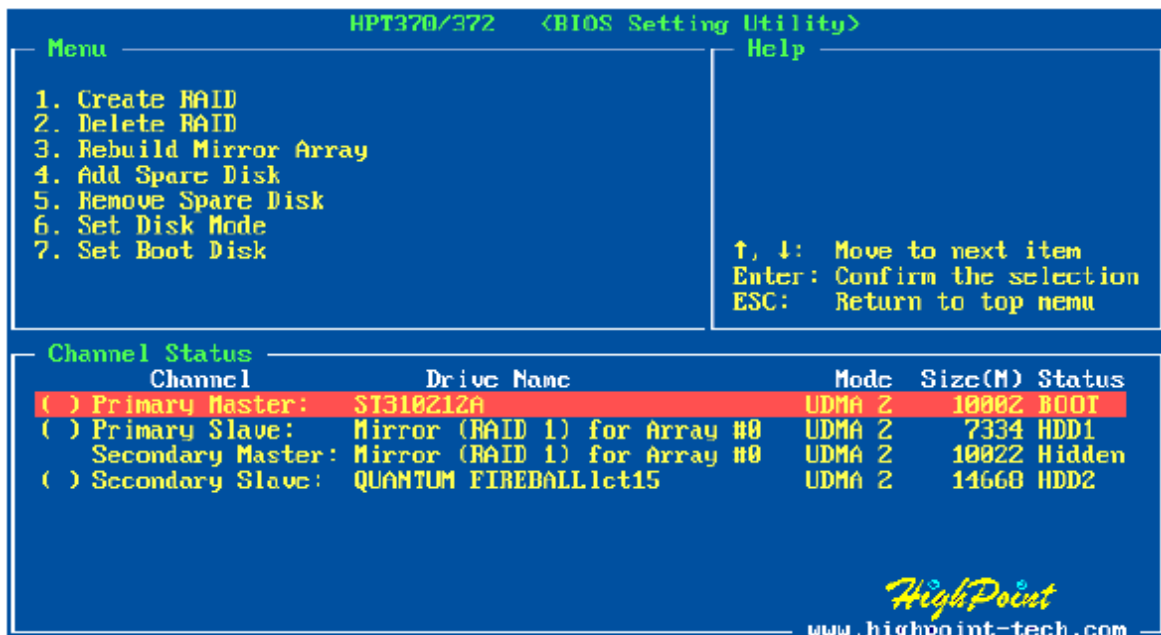 HPT370/372 <BIOS Setting Utility>
Menu
1. Create RAID
2. Delete RAID
3. Rebuild Mirror Array
4. Add Spare Disk
5. Remove Spare Disk
6. Set Disk Mode
7. Set Boot Disk
Help
↑, ↓: Move to next item
Enter: Confirm the selection
ESC: Return to top menu
Channel Status
Channel Drive Name Mode Size(M) Status
( ) Primary Master: ST310212A UDMA 2 10002 BOOT
( ) Primary Slave: Mirror (RAID 1) for Array #0 UDMA 2 7334 HDD1
Secondary Master: Mirror (RAID 1) for Array #0 UDMA 2 10022 Hidden
( ) Secondary Slave: QUANTUM FIREBALLlct15 UDMA 2 14668 HDD2
HighPoint
www.highpoint-tech.com